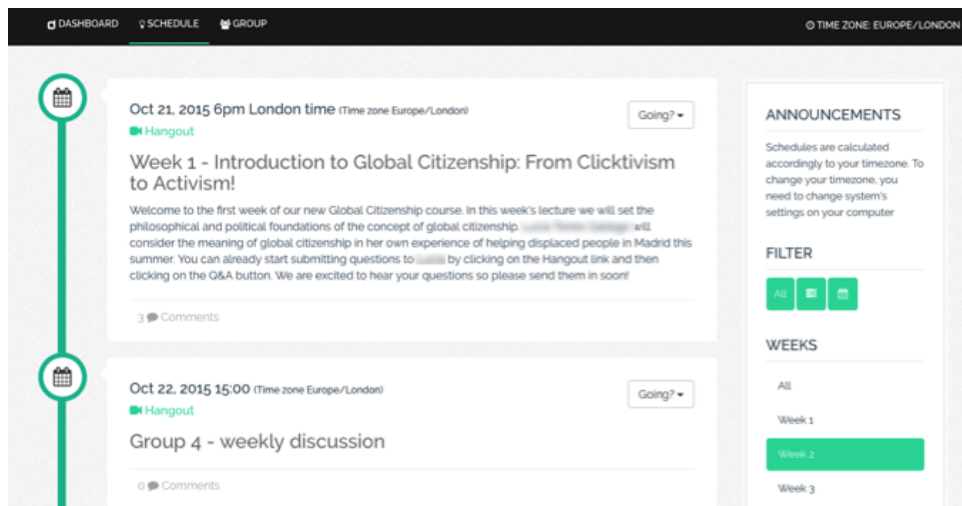 DASHBOARD SCHEDULE GROUP TIME ZONE: EUROPE/LONDON
Oct 21, 2015 6pm London time (Time zone Europe/London)
Going?
Hangout
Week 1 - Introduction to Global Citizenship: From Clicktivism
to Activism!
Welcome to the first week of our new Global Citizenship course. In this week's lecture we will set the
philosophical and political foundations of the concept of global citizenship. will
consider the meaning of global citizenship in her own experience of helping displaced people in Madrid this
summer. You can already start submitting questions to by clicking on the Hangout link and then
clicking on the Q&A button. We are excited to hear your questions so please send them in soon!
3 Comments
Oct 22, 2015 15:00 (Time zone Europe/London)
Going?
Hangout
Group 4 - weekly discussion
0 Comments
ANNOUNCEMENTS
Schedules are calculated
accordingly to your timezone. To
change your timezone, you
need to change system's
settings on your computer
FILTER
All
WEEKS
All
Week 1
Week 2
Week 3